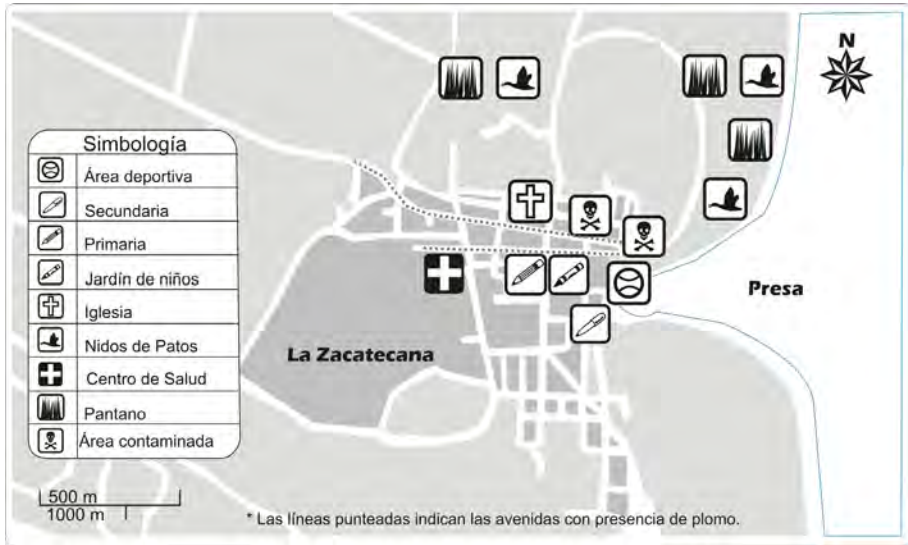 N
Simbología
Área deportiva
Secundaria
Primaria
Jardín de niños
Iglesia
Nidos de Patos
Centro de Salud
Pantano
Área contaminada
Presa
La Zacatecana
500 m
1000 m
* Las líneas punteadas indican las avenidas con presencia de plomo.